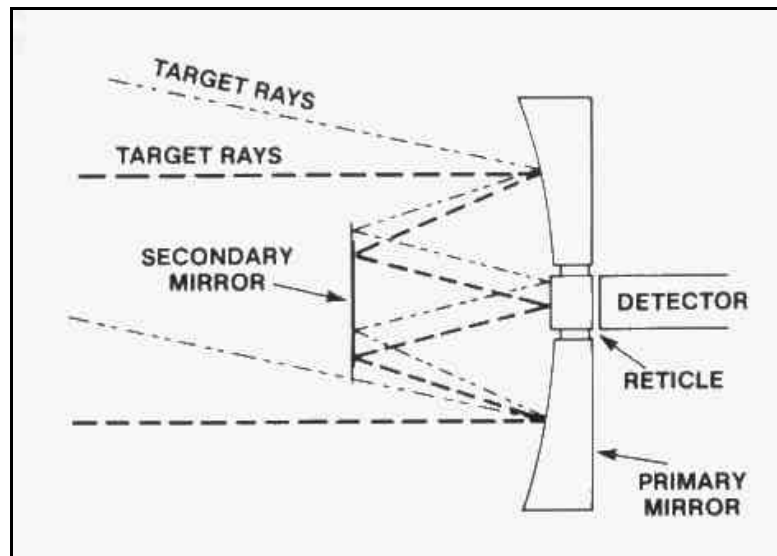 TARGET RAYS
TARGET RAYS
SECONDARY
MIRROR
DETECTOR
RETICLE
PRIMARY
MIRROR